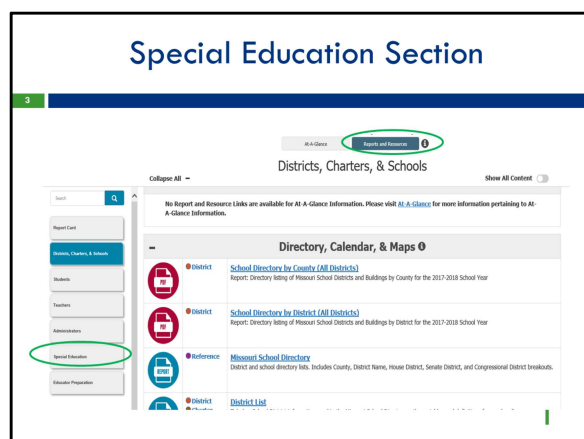 Special Education Section
3
At-A-Glance
Reports and Resources
Districts, Charters, & Schools
Collapse All −
Show All Content
Search
No Report and Resource Links are available for At-A-Glance Information. Please visit At-A-Glance for more information pertaining to At-
A-Glance Information.
Report Card
Districts, Charters, & Schools
Students
Teachers
Administrators
Special Education
Educator Preparation
− Directory, Calendar, & Maps
PDF
District
School Directory by County (All Districts)
Report: Directory listing of Missouri School Districts and Buildings by County for the 2017-2018 School Year
PDF
District
School Directory by District (All Districts)
Report: Directory listing of Missouri School Districts and Buildings by District for the 2017-2018 School Year
REPORT
Reference
Missouri School Directory
District and school directory lists. Includes County, District Name, House District, Senate District, and Congressional District breakouts.
District
District List